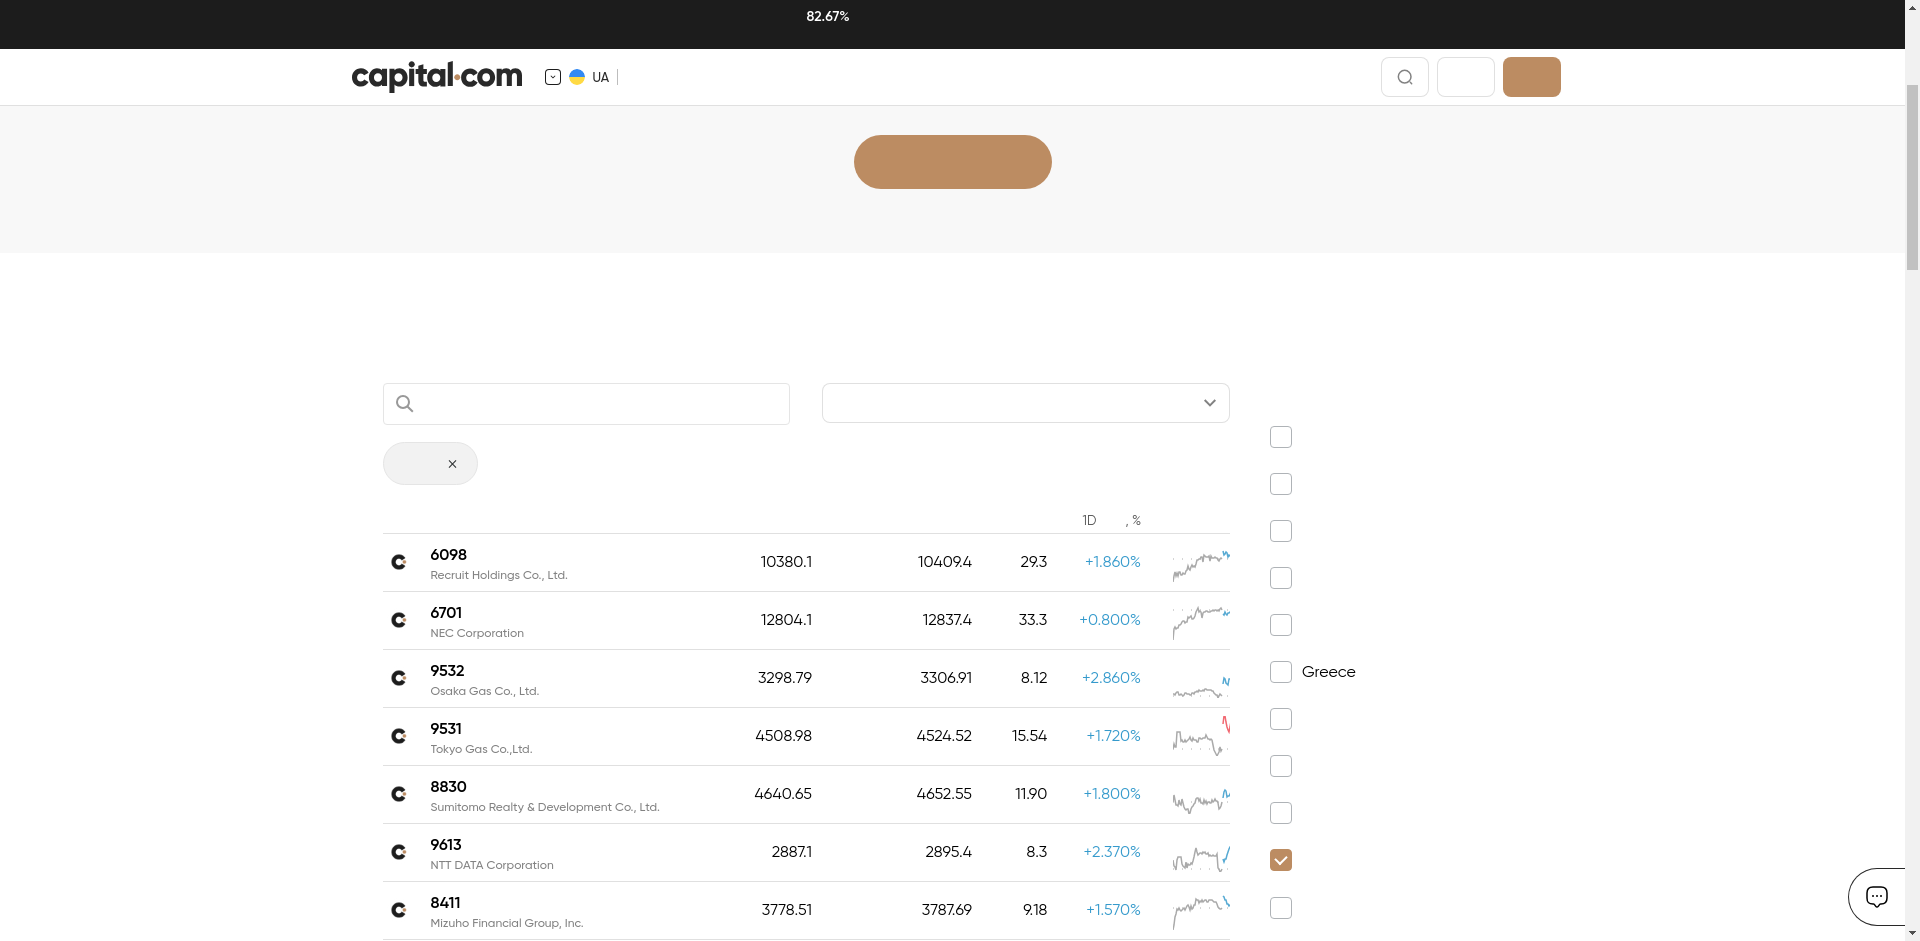 82.67%
capital.com
UA
1D , %
6098 10380.1 10409.4 29.3 +1.860%
Recruit Holdings Co., Ltd.
6701 12804.1 12837.4 33.3 +0.800%
NEC Corporation
9532 3298.79 3306.91 8.12 +2.860%
Osaka Gas Co., Ltd.
9531 4508.98 4524.52 15.54 +1.720%
Tokyo Gas Co.,Ltd.
8830 4640.65 4652.55 11.90 +1.800%
Sumitomo Realty & Development Co., Ltd.
9613 2887.1 2895.4 8.3 +2.370%
NTT DATA Corporation
8411 3778.51 3787.69 9.18 +1.570%
Mizuho Financial Group, Inc.
Greece